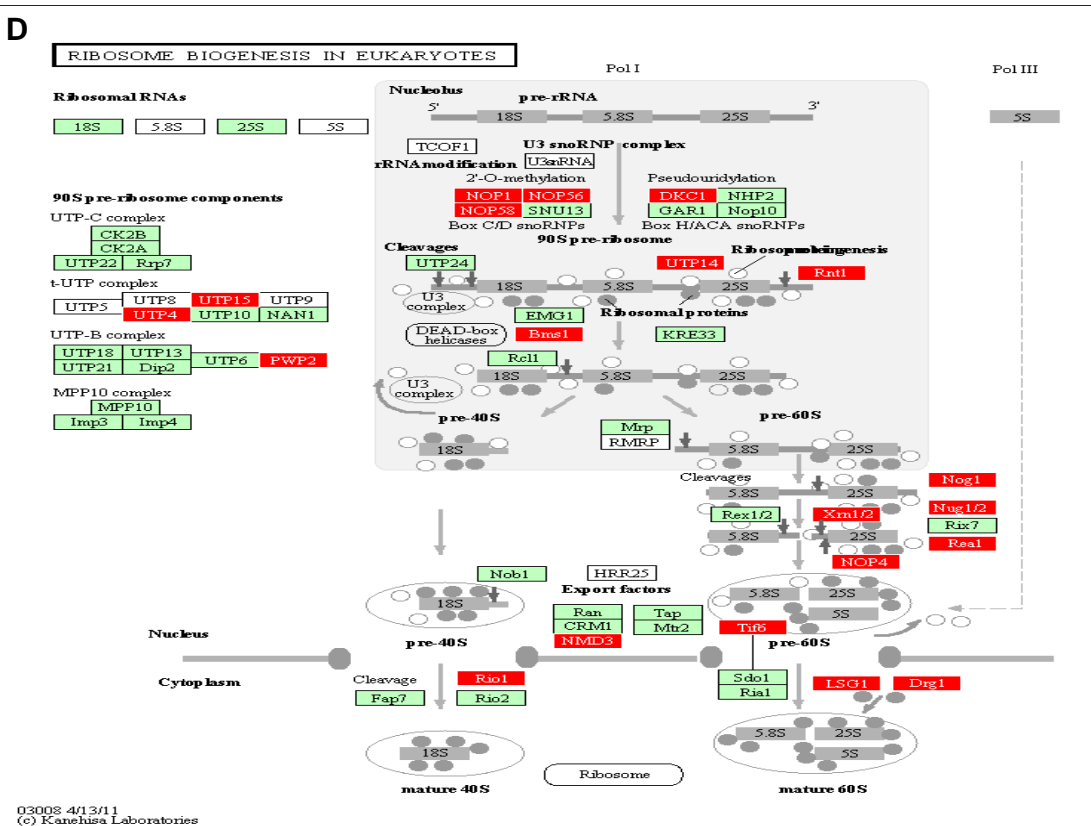 D
RIBOSOME BIOGENESIS IN EUKARYOTES
Pol I
Pol III
Ribosomal RNAs
18S 5.8S 25S 5S
Nucleolus
pre-rRNA
5' 3'
18S 5.8S 25S
5S
TCOF1
U3 snoRNP complex
rRNA modification
U3snRNA
2'-O-methylation
Pseudouridylation
NOP1 NOP56
DKC1 NHP2
NOP58 SNU13
GAR1 Nop10
Box C/D snoRNPs
Box H/ACA snoRNPs
90S pre-ribosome components
UTP-C complex
CK2B
CK2A
UTP22 Rrp7
t-UTP complex
UTP5
UTP8 UTP15 UTP9
UTP4 UTP10 NAN1
UTP-B complex
UTP18 UTP13
UTP6 PWP2
UTP21 Dip2
MPP10 complex
MPP10
Imp3 Imp4
90S pre-ribosome
Cleavages
UTP24
UTP14
Rnt1
18S 5.8S 25S
U3
complex
EMG1
Ribosomal proteins
DEAD-box
helicases
Bms1
KRE33
Rcl1
18S 5.8S 25S
U3
complex
pre-40S
pre-60S
Mrp
RMRP
18S
5.8S 25S
Cleavages
5.8S 25S
Nog1
Rex1/2
Xrn1/2
Nug1/2
Rix7
5.8S 25S
Rea1
NOP4
Nob1
HRR25
Export factors
18S
Ran
CRM1
NMD3
Tap
Mtr2
5.8S 25S
5S
Tif6
Nucleus
pre-40S
pre-60S
Cytoplasm
Cleavage
Rio1
Fap7
Rio2
Sdo1
Ria1
LSG1
Drg1
18S
5.8S 25S
5S
Ribosome
mature 40S
mature 60S
03008 4/13/11
(c) Kanehisa Laboratories